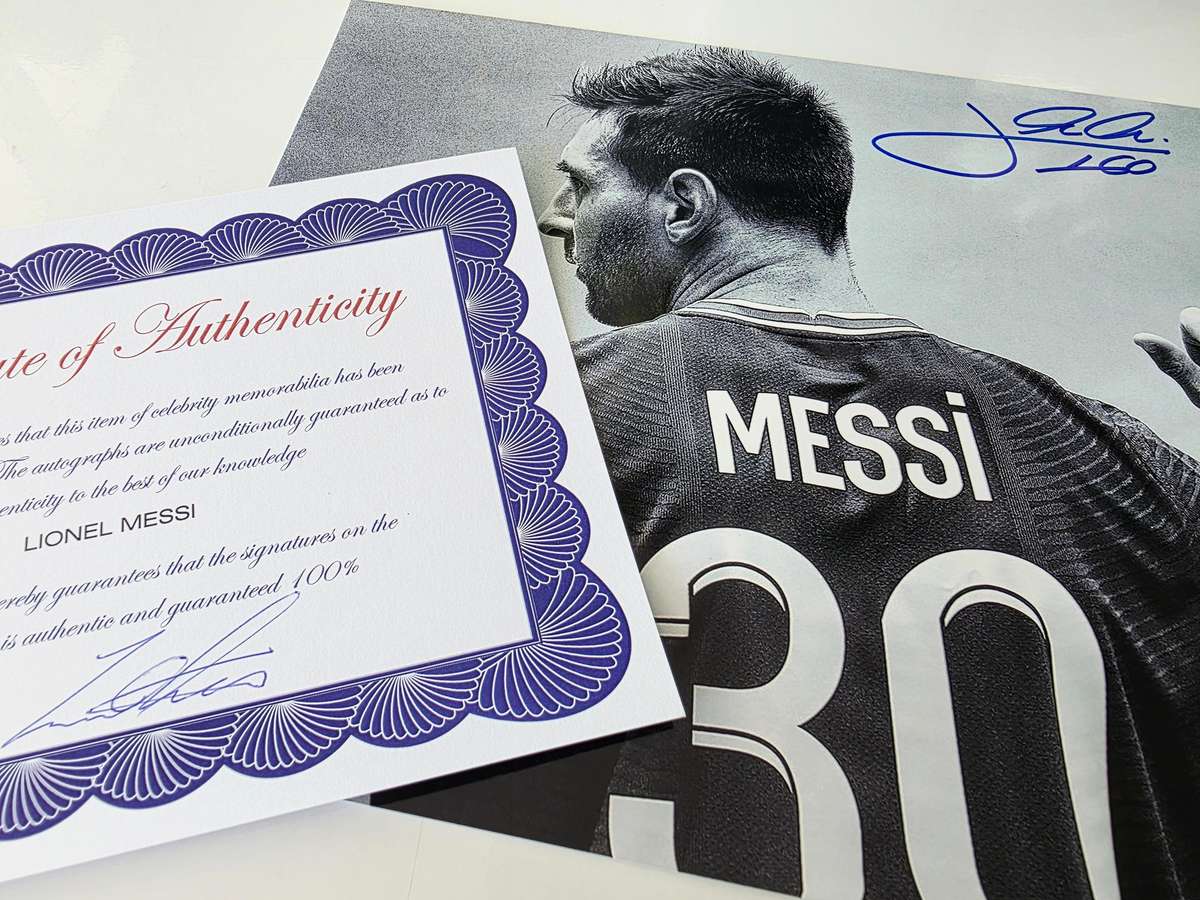 ate of Authenticity
es that this item of celebrity memorabilia has been
The autographs are unconditionally guaranteed as to
enticity to the best of our knowledge
LIONEL MESSI
ereby guarantees that the signatures on the
is authentic and guaranteed 100%
MESSi
30